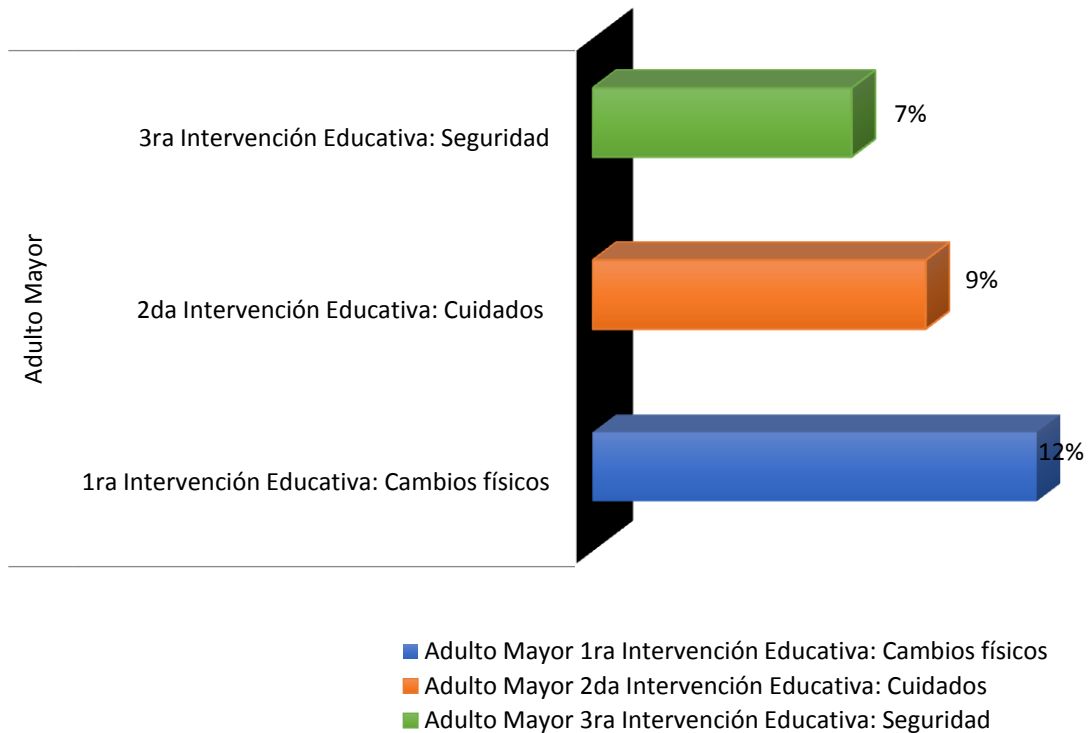 3ra Intervención Educativa: Seguridad
7%
Adulto Mayor
2da Intervención Educativa: Cuidados
9%
1ra Intervención Educativa: Cambios físicos
12%
Adulto Mayor 1ra Intervención Educativa: Cambios físicos
Adulto Mayor 2da Intervención Educativa: Cuidados
Adulto Mayor 3ra Intervención Educativa: Seguridad